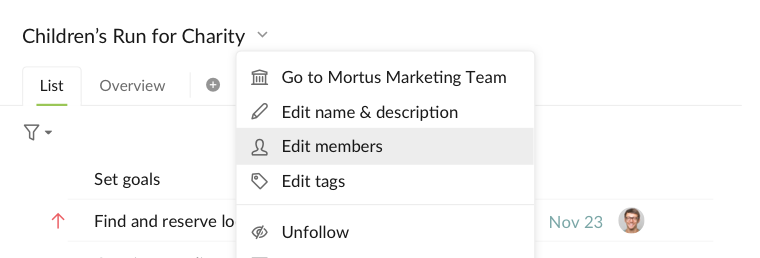 Children’s Run for Charity
List
Overview
Go to Mortus Marketing Team
Edit name & description
Edit members
Edit tags
Unfollow
Set goals
Find and reserve lo
Nov 23